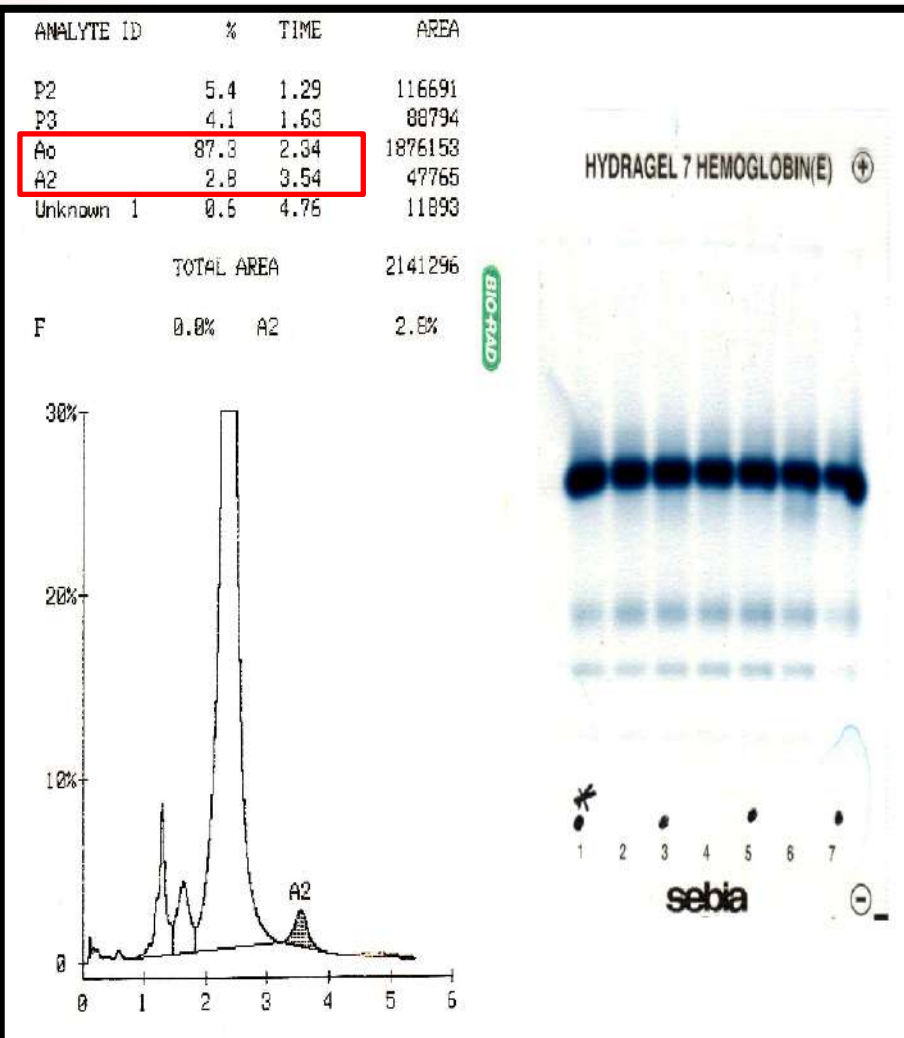 ANALYTE ID % TIME AREA
P2 5.4 1.29 116691
P3 4.1 1.63 88794
Ao 87.3 2.34 1876153
A2 2.8 3.54 47765
Unknown 1 0.6 4.76 11893
TOTAL AREA 2141296
F 0.0% A2 2.8%
30%
20%
10%
0
A2
0 1 2 3 4 5 6
BIO-RAD
HYDRAGEL 7 HEMOGLOBIN(E) +
1 2 3 4 5 6 7
sebia -